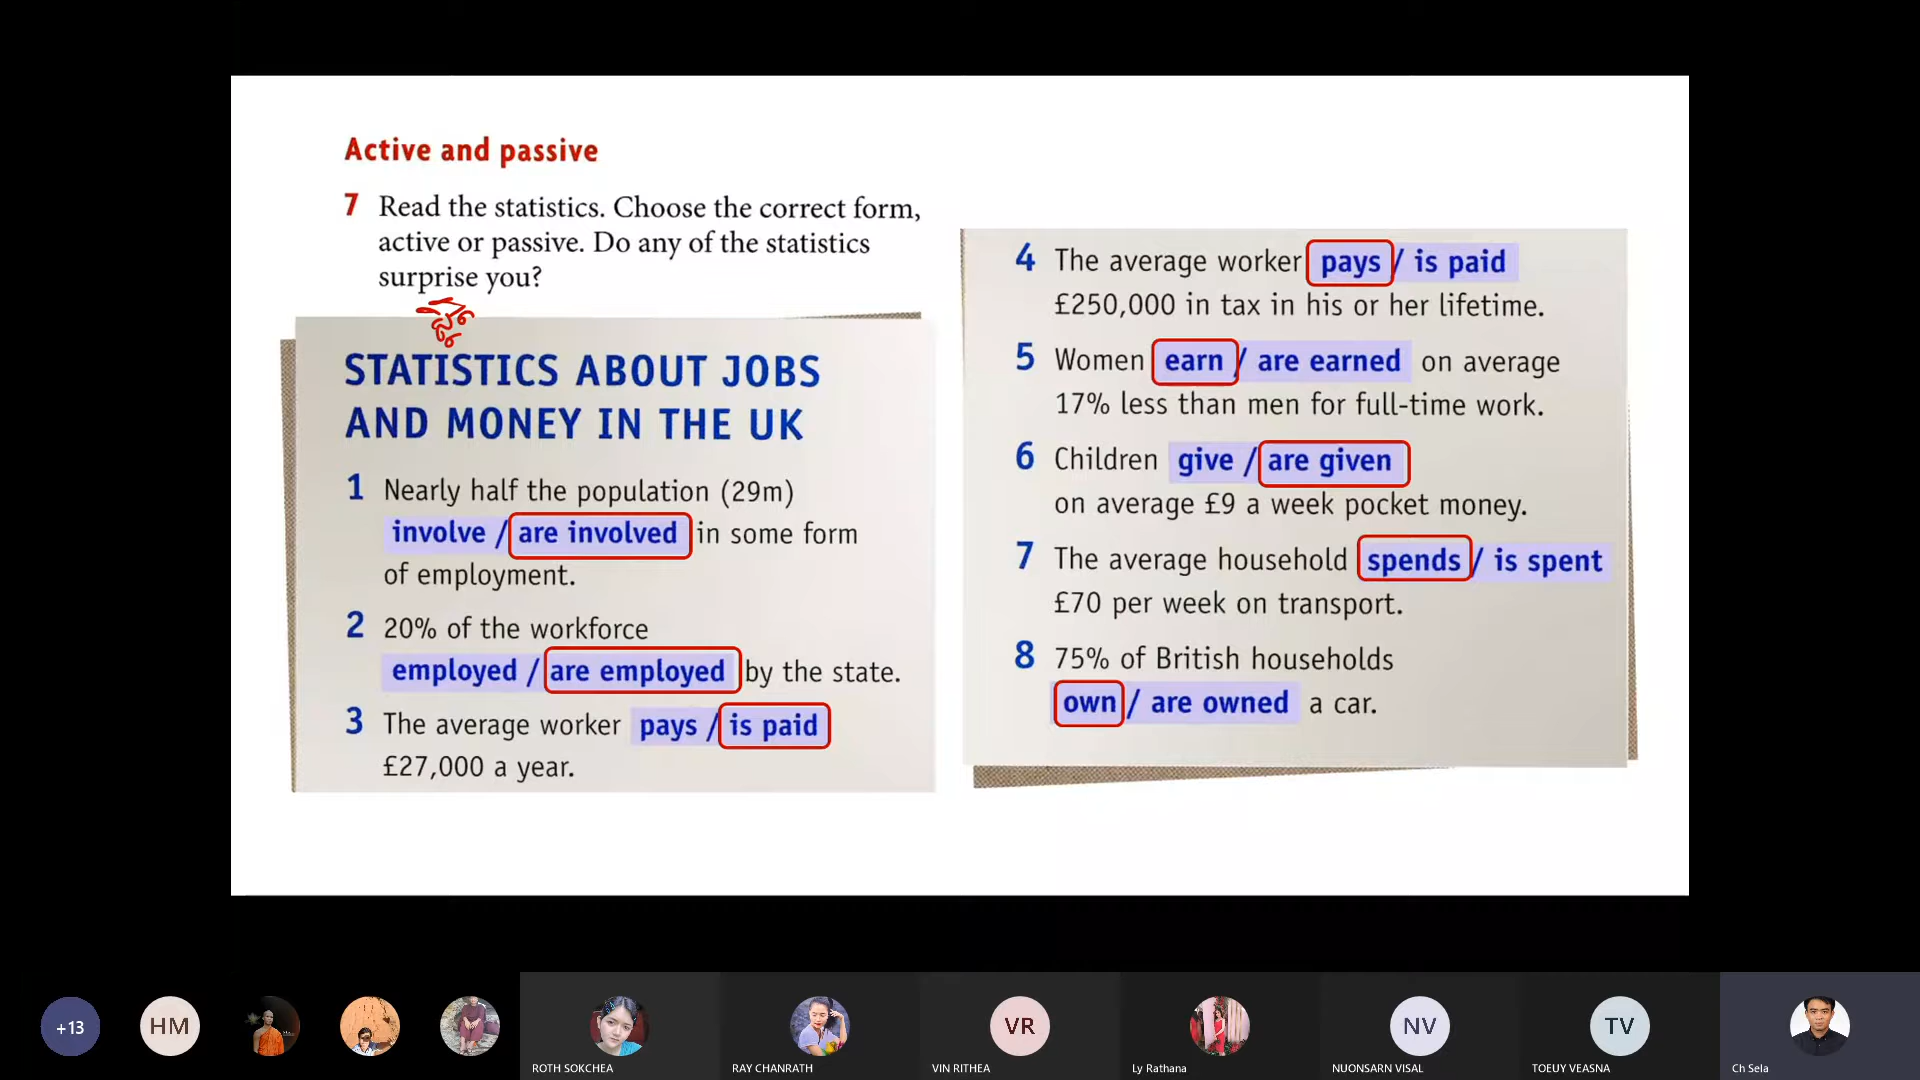 Active and passive
7 Read the statistics. Choose the correct form,
active or passive. Do any of the statistics
surprise you?
STATISTICS ABOUT JOBS
AND MONEY IN THE UK
1 Nearly half the population (29m)
involve / are involved in some form
of employment.
2 20% of the workforce
employed / are employed by the state.
3 The average worker pays / is paid
£27,000 a year.
4 The average worker pays / is paid
£250,000 in tax in his or her lifetime.
5 Women earn / are earned on average
17% less than men for full-time work.
6 Children give / are given
on average £9 a week pocket money.
7 The average household spends / is spent
£70 per week on transport.
8 75% of British households
own / are owned a car.
+13
HM
VR
NV
TV
ROTH SOKCHEA
RAY CHANRATH
VIN RITHEA
Ly Rathana
NUONSARN VISAL
TOEUY VEASNA
Ch Sela